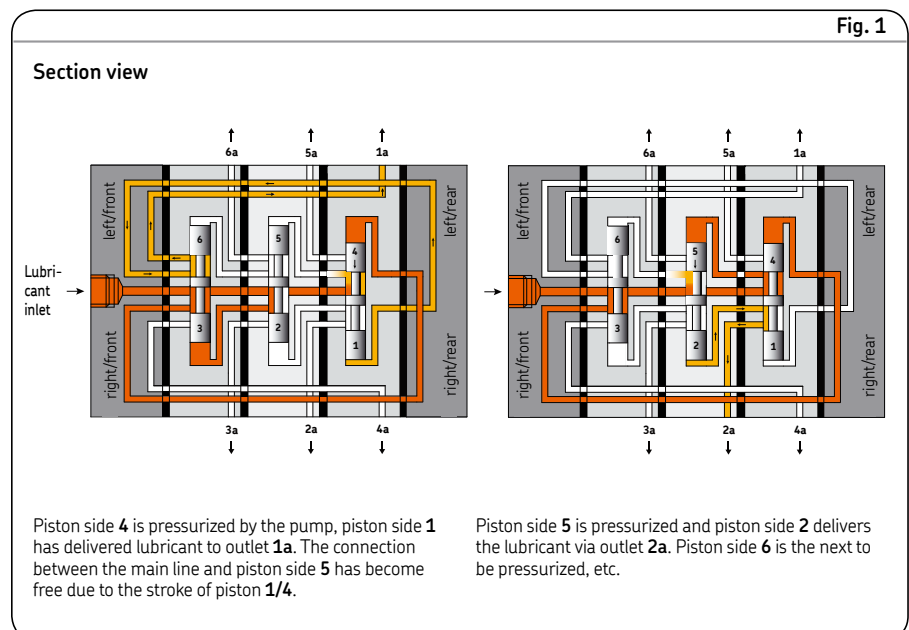 Fig. 1
Section view
6a 5a 1a
left/front
left/rear
6 5 4
Lubri-
cant
inlet
3 2 1
right/front
right/rear
3a 2a 4a
6a 5a 1a
left/front
left/rear
6 5 4
3 2 1
right/front
right/rear
3a 2a 4a
Piston side 4 is pressurized by the pump, piston side 1
has delivered lubricant to outlet 1a. The connection
between the main line and piston side 5 has become
free due to the stroke of piston 1/4.
Piston side 5 is pressurized and piston side 2 delivers
the lubricant via outlet 2a. Piston side 6 is the next to
be pressurized, etc.